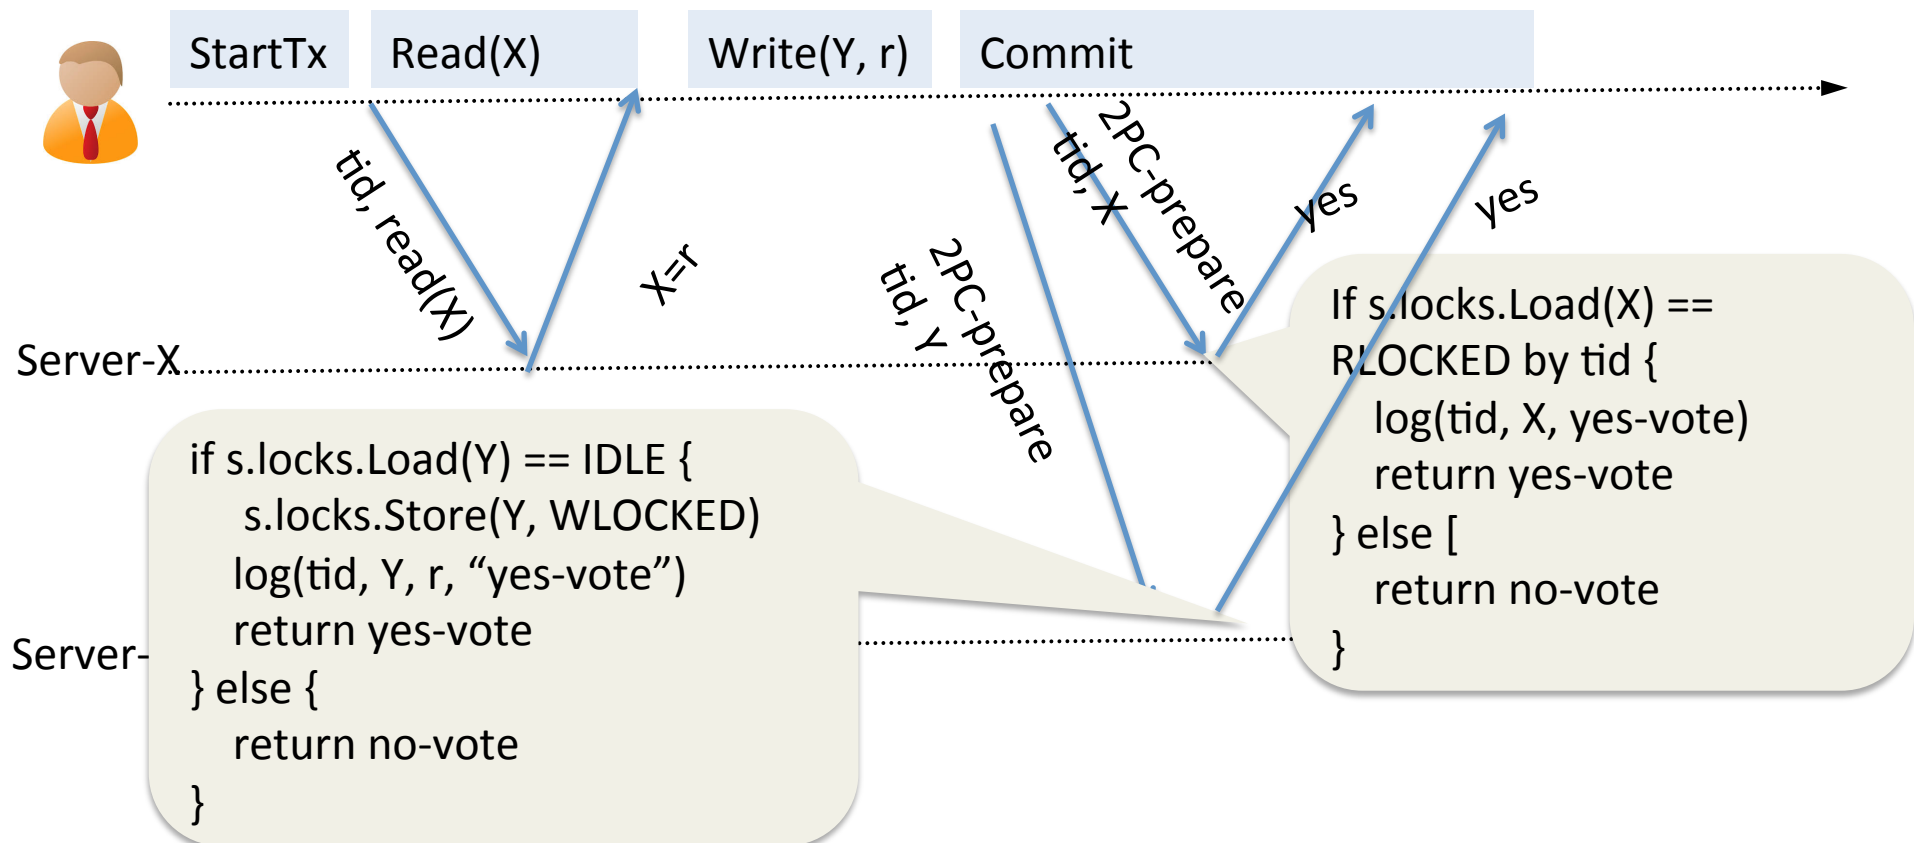 StartTx
Read(X)
Write(Y, r)
Commit
tid, read(X)
X=r
2PC-prepare
tid, Y
2PC-prepare
tid, X
yes
yes
Server-X
If s.locks.Load(X) ==
RLOCKED by tid {
log(tid, X, yes-vote)
return yes-vote
} else [
return no-vote
}
if s.locks.Load(Y) == IDLE {
s.locks.Store(Y, WLOCKED)
log(tid, Y, r, “yes-vote”)
return yes-vote
} else {
return no-vote
}
Server-